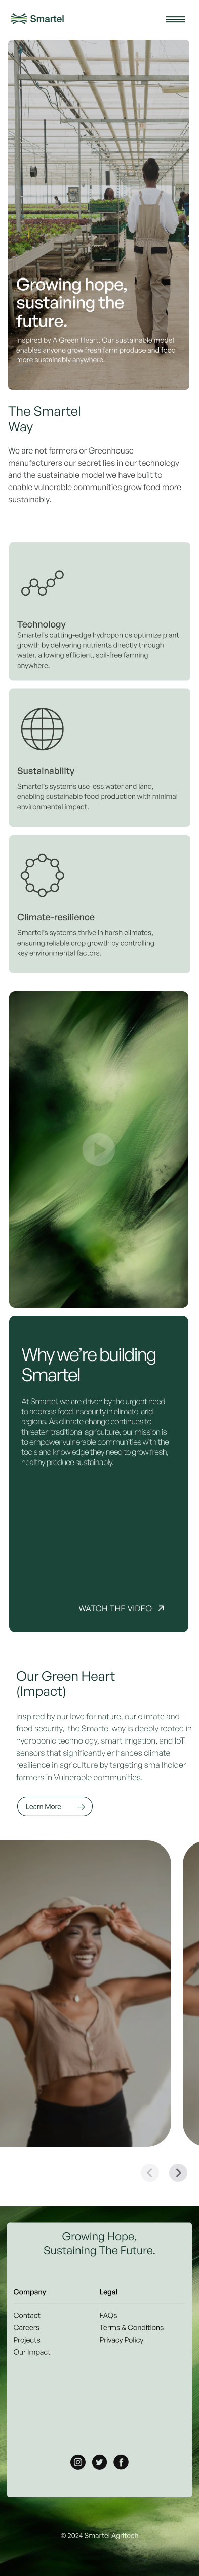 Smartel
Growing hope,
sustaining the
future.
Inspired by A Green Heart, Our sustainable model
enables anyone grow fresh farm produce and food
more sustainably anywhere.
The Smartel
Way
We are not farmers or Greenhouse
manufacturers our secret lies in our technology
and the sustainable model we have built to
enable vulnerable communities grow food more
sustainably.
Technology
Smartel's cutting-edge hydroponics optimize plant
growth by delivering nutrients directly through
water, allowing efficient, soil-free farming
anywhere.
Sustainability
Smartel's systems use less water and land,
enabling sustainable food production with minimal
environmental impact.
Climate-resilience
Smartel's systems thrive in harsh climates,
ensuring reliable crop growth by controlling
key environmental factors.
Why we're building
Smartel
At Smartel, we are driven by the urgent need
to address food insecurity in climate-arid
regions. As climate change continues to
threaten traditional agriculture, our mission is
to empower vulnerable communities with the
tools and knowledge they need to grow fresh,
healthy produce sustainably.
WATCH THE VIDEO
Our Green Heart
(Impact)
Inspired by our love for nature, our climate and
food security, the Smartel way is deeply rooted in
hydroponic technology, smart irrigation, and IoT
sensors that significantly enhances climate
resilience in agriculture by targeting smallholder
farmers in Vulnerable communities.
Learn More
Growing Hope,
Sustaining The Future.
Company
Legal
Contact
FAQs
Careers
Terms & Conditions
Projects
Privacy Policy
Our Impact
© 2024 Smartel Agritech